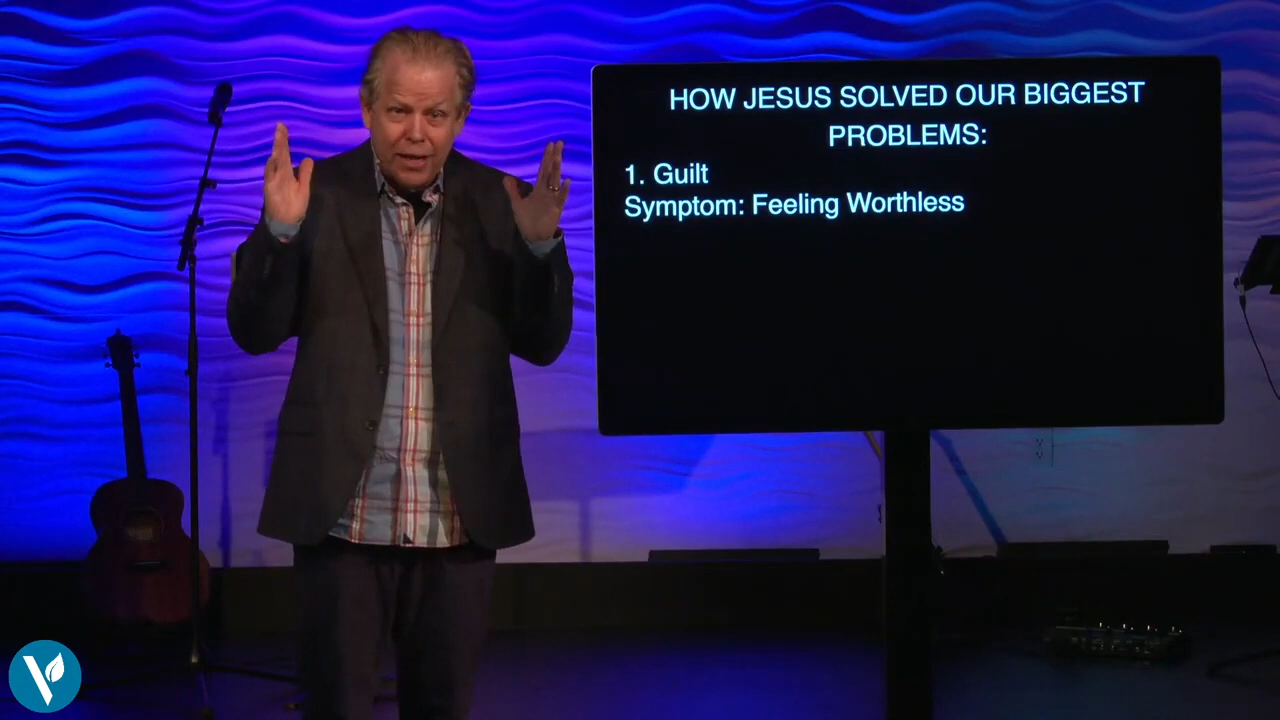 HOW JESUS SOLVED OUR BIGGEST
PROBLEMS:
1. Guilt
Symptom: Feeling Worthless